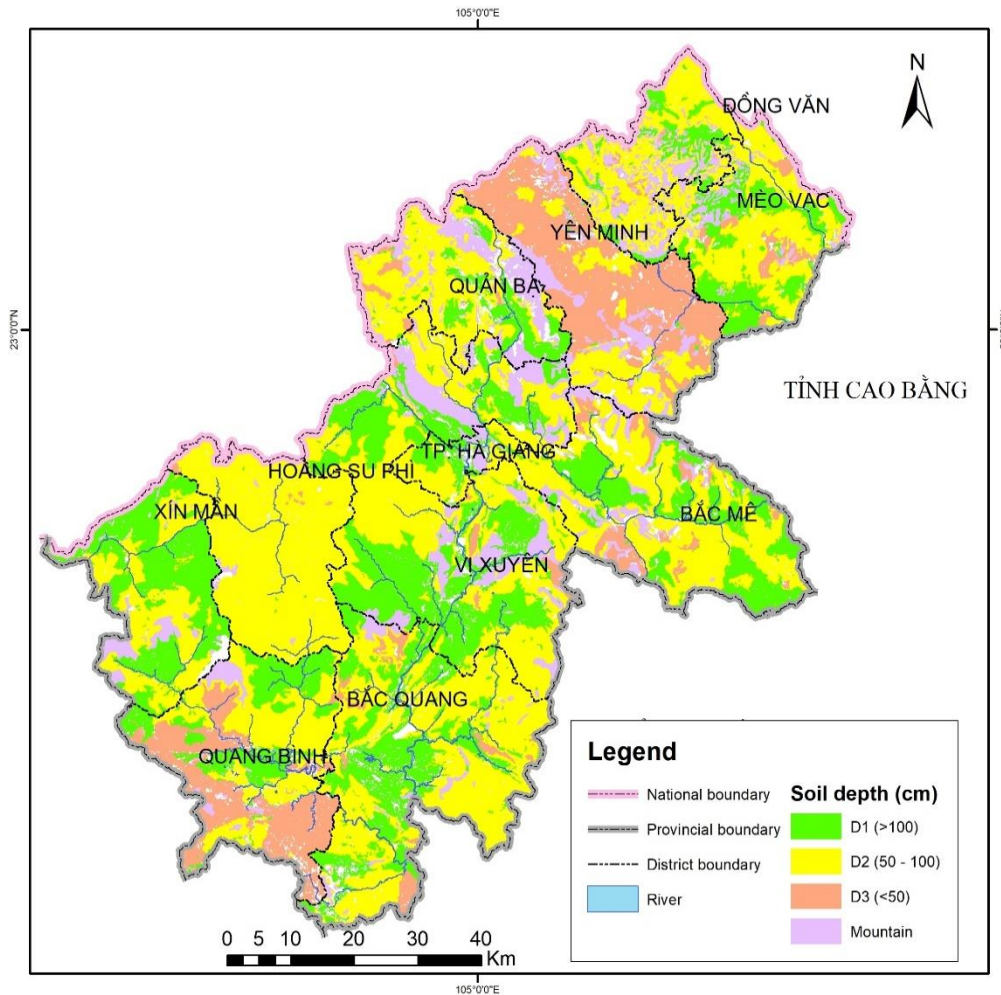 105°0'0"E
N
ĐỒNG VĂN
MÈO VẠC
YÊN MINH
QUẢN BẠ
23°0'0"N
TỈNH CAO BẰNG
TP. HÀ GIANG
HOÀNG SU PHÌ
XÍN MẦN
BẮC MÊ
VỊ XUYÊN
BẮC QUANG
QUANG BÌNH
Legend
National boundary
Provincial boundary
District boundary
River
Soil depth (cm)
D1 (>100)
D2 (50 - 100)
D3 (<50)
Mountain
0 5 10 20 30 40
Km
105°0'0"E